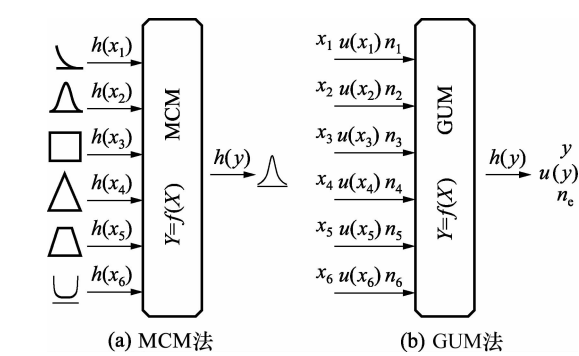 h(x₁)
h(x₂)
h(x₃)
h(x₄)
h(x₅)
h(x₆)
Y=f(X) MCM
h(y)
(a) MCM法
x₁ u(x₁) n₁
x₂ u(x₂) n₂
x₃ u(x₃) n₃
x₄ u(x₄) n₄
x₅ u(x₅) n₅
x₆ u(x₆) n₆
Y=f(X) GUM
h(y)
y
u(y)
nₑ
(b) GUM法